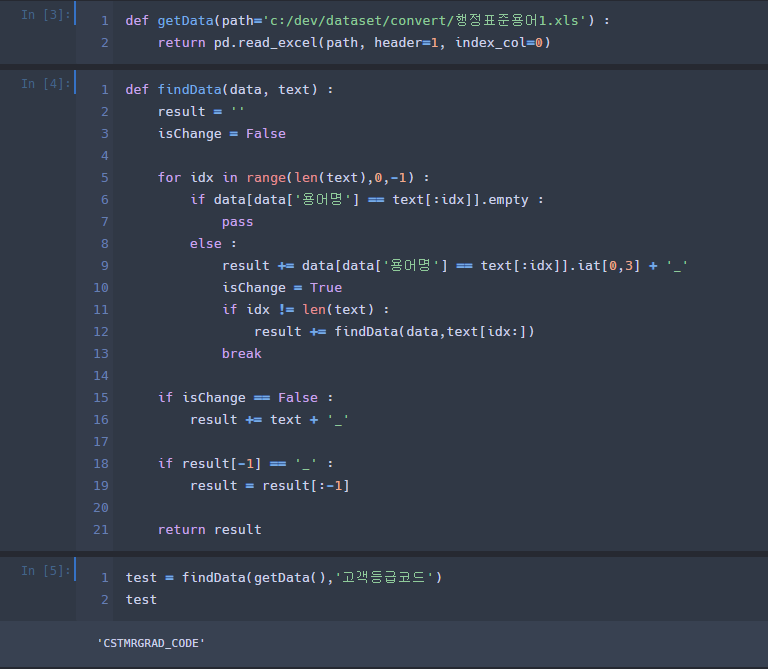 In [3]:
1 def getData(path='c:/dev/dataset/convert/행정표준용어1.xls') :
2     return pd.read_excel(path, header=1, index_col=0)
In [4]:
1 def findData(data, text) :
2     result = ''
3     isChange = False
4
5     for idx in range(len(text),0,-1) :
6         if data[data['용어명'] == text[:idx]].empty :
7             pass
8         else :
9             result += data[data['용어명'] == text[:idx]].iat[0,3] + '_'
10             isChange = True
11             if idx != len(text) :
12                 result += findData(data,text[idx:])
13             break
14
15     if isChange == False :
16         result += text + '_'
17
18     if result[-1] == '_' :
19         result = result[:-1]
20
21     return result
In [5]:
1 test = findData(getData(),'고객등급코드')
2 test
'CSTMRGRAD_CODE'